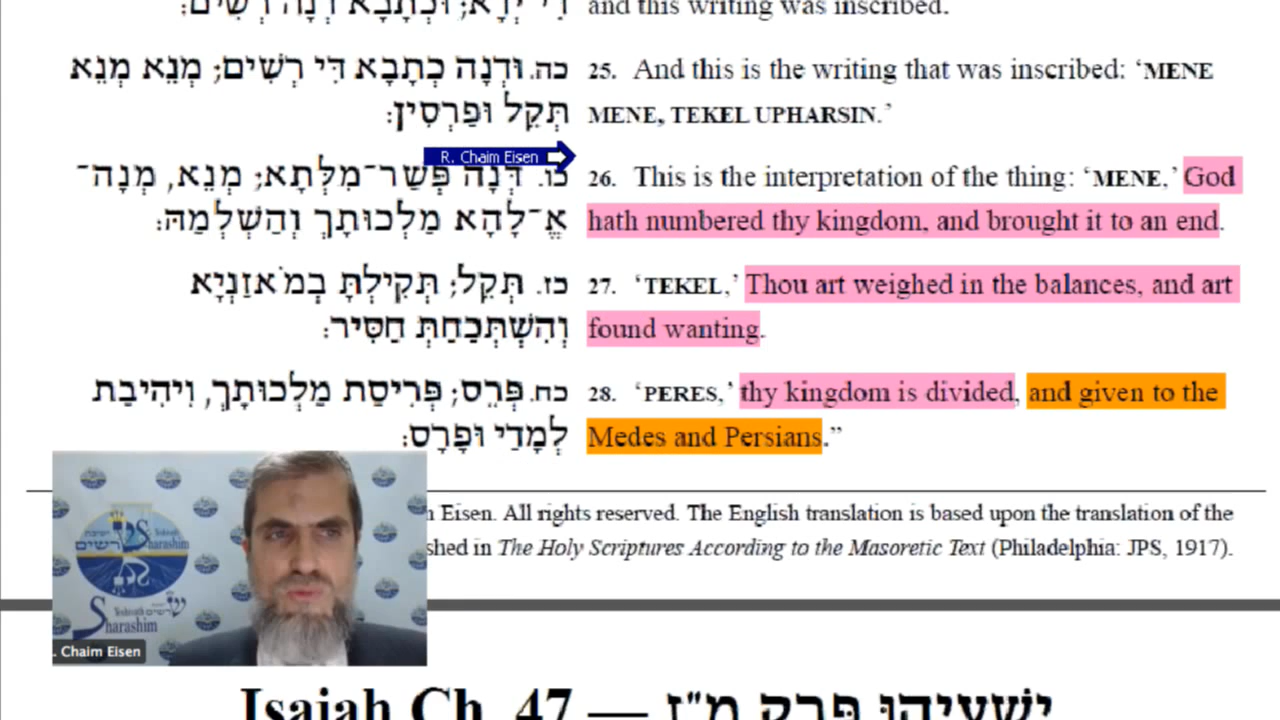 and this writing was inscribed.
כה. וּדְנָה כְתָבָא דִּי רְשִׁים; מְנֵא מְנֵא
תְּקֵל וּפַרְסִין:
25. And this is the writing that was inscribed: ‘MENE
MENE, TEKEL UPHARSIN.’
R. Chaim Eisen
כו. דְּנָה פְּשַׁר־מִלְּתָא; מְנֵא, מְנָה־
אֱ־לָהָא מַלְכוּתָךְ וְהַשְׁלְמַהּ:
26. This is the interpretation of the thing: ‘MENE,’ God
hath numbered thy kingdom, and brought it to an end.
כז. תְּקֵל; תְּקִילְתָּ בְמֹאזַנְיָא
וְהִשְׁתְּכַחַתְּ חַסִּיר:
27. ‘TEKEL,’ Thou art weighed in the balances, and art
found wanting.
כח. פְּרֵס; פְּרִיסַת מַלְכוּתָךְ, וִיהִיבַת
לְמָדַי וּפָרָס:
28. ‘PERES,’ thy kingdom is divided, and given to the
Medes and Persians.”
Eisen. All rights reserved. The English translation is based upon the translation of the
shed in The Holy Scriptures According to the Masoretic Text (Philadelphia: JPS, 1917).
ישיבת
שרשים
Sharashim
Yeshivath
שרשים
Sharashim
. Chaim Eisen
Isaiah Ch. 47 — יְשַׁעְיָהוּ פֶּרֶק מ"ז